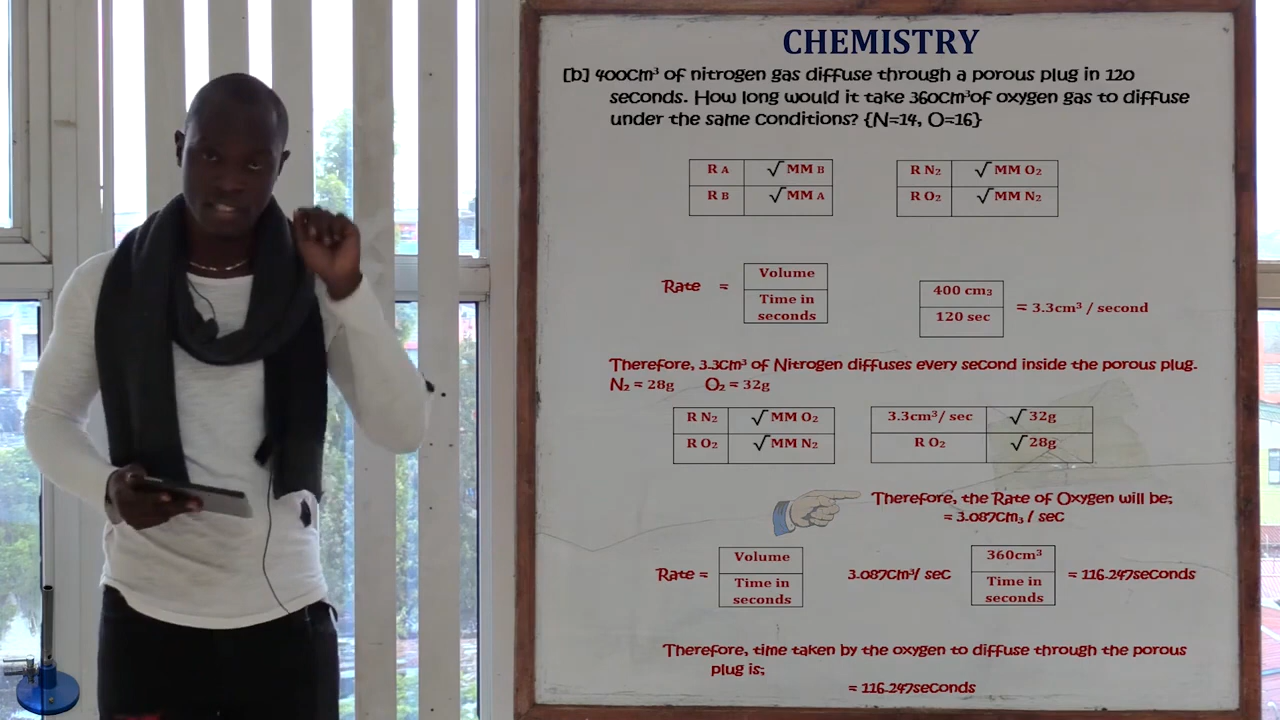 CHEMISTRY
[b] 400cm³ of nitrogen gas diffuse through a porous plug in 120
seconds. How long would it take 360cm³of oxygen gas to diffuse
under the same conditions? {N=14, O=16}
R A √ MM B R N₂ √ MM O₂
R B √ MM A R O₂ √ MM N₂
Rate = Volume
Time in
seconds
400 cm₃
120 sec
= 3.3cm³ / second
Therefore, 3.3cm³ of Nitrogen diffuses every second inside the porous plug.
N₂ = 28g O₂ = 32g
R N₂ √ MM O₂ 3.3cm³/ sec √ 32g
R O₂ √ MM N₂ R O₂ √ 28g
Therefore, the Rate of Oxygen will be;
= 3.087cm₃ / sec
Rate = Volume
Time in
seconds
3.087cm³/ sec 360cm³
Time in
seconds
= 116.247seconds
Therefore, time taken by the oxygen to diffuse through the porous
plug is;
= 116.247seconds